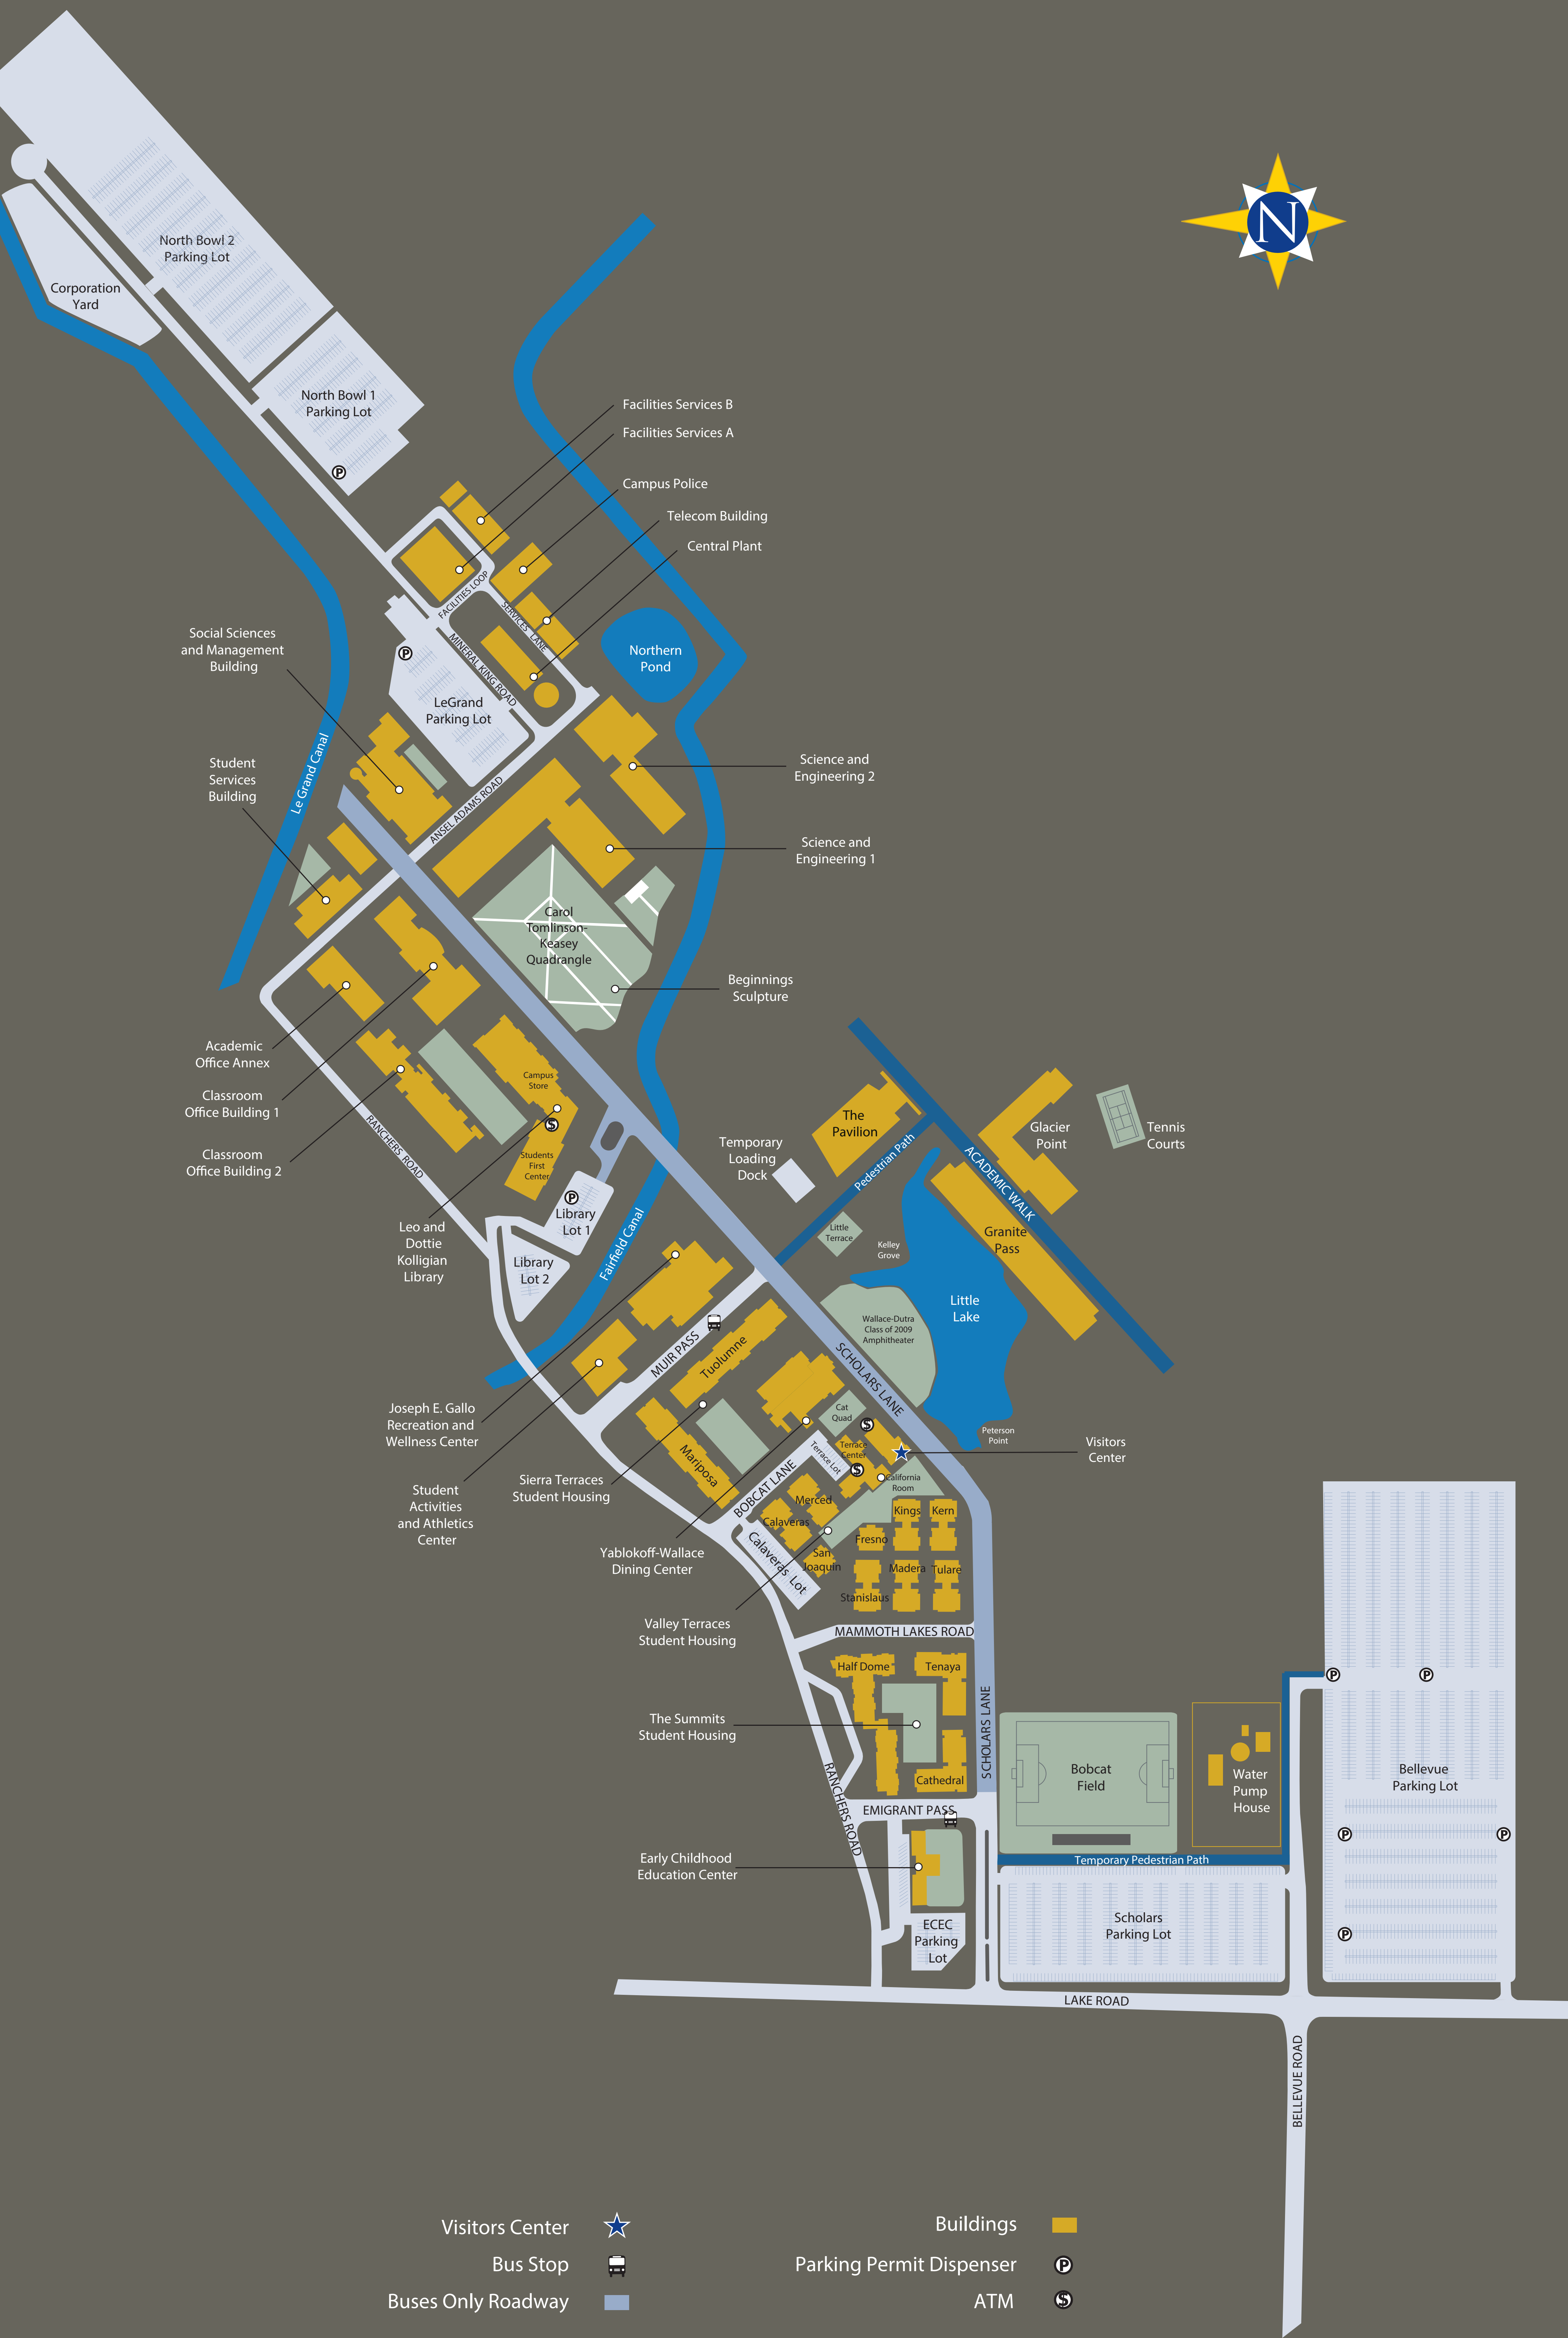 N
North Bowl 2
Parking Lot
Corporation
Yard
North Bowl 1
Parking Lot
P
Facilities Services B
Facilities Services A
Campus Police
Telecom Building
Central Plant
FACILITIES LOOP
SERVICES LANE
MINERAL KING ROAD
Northern
Pond
P
LeGrand
Parking Lot
Social Sciences
and Management
Building
Le Grand Canal
Student
Services
Building
ANSEL ADAMS ROAD
Science and
Engineering 2
Science and
Engineering 1
Carol
Tomlinson-
Keasey
Quadrangle
Beginnings
Sculpture
Academic
Office Annex
Classroom
Office Building 1
Classroom
Office Building 2
RANCHERS ROAD
Campus
Store
$
Students
First
Center
P
Library
Lot 1
Library
Lot 2
Leo and
Dottie
Kolligian
Library
Fairfield Canal
The
Pavilion
Temporary
Loading
Dock
Pedestrian Path
ACADEMIC WALK
Glacier
Point
Tennis
Courts
Granite
Pass
Little
Terrace
Kelley
Grove
Little
Lake
Wallace-Dutra
Class of 2009
Amphitheater
SCHOLARS LANE
MUIR PASS
Tuolumne
Mariposa
Joseph E. Gallo
Recreation and
Wellness Center
Student
Activities
and Athletics
Center
Sierra Terraces
Student Housing
Yablokoff-Wallace
Dining Center
Cat
Quad
$
Terrace
Center
$
Terrace Lot
California
Room
Peterson
Point
Visitors
Center
BOBCAT LANE
Merced
Calaveras
San
Joaquin
Calaveras Lot
Kings
Kern
Fresno
Madera
Tulare
Stanislaus
Valley Terraces
Student Housing
MAMMOTH LAKES ROAD
Half Dome
Tenaya
The Summits
Student Housing
Cathedral
SCHOLARS LANE
RANCHERS ROAD
EMIGRANT PASS
Early Childhood
Education Center
ECEC
Parking
Lot
Bobcat
Field
Water
Pump
House
Temporary Pedestrian Path
Scholars
Parking Lot
P
P
Bellevue
Parking Lot
P
P
P
LAKE ROAD
BELLEVUE ROAD
Visitors Center
Bus Stop
Buses Only Roadway
Buildings
Parking Permit Dispenser
P
ATM
$